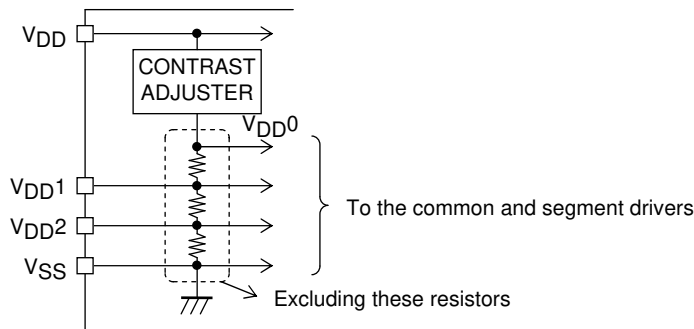 VDD
CONTRAST
ADJUSTER
VDD0
VDD1
VDD2
VSS
To the common and segment drivers
Excluding these resistors